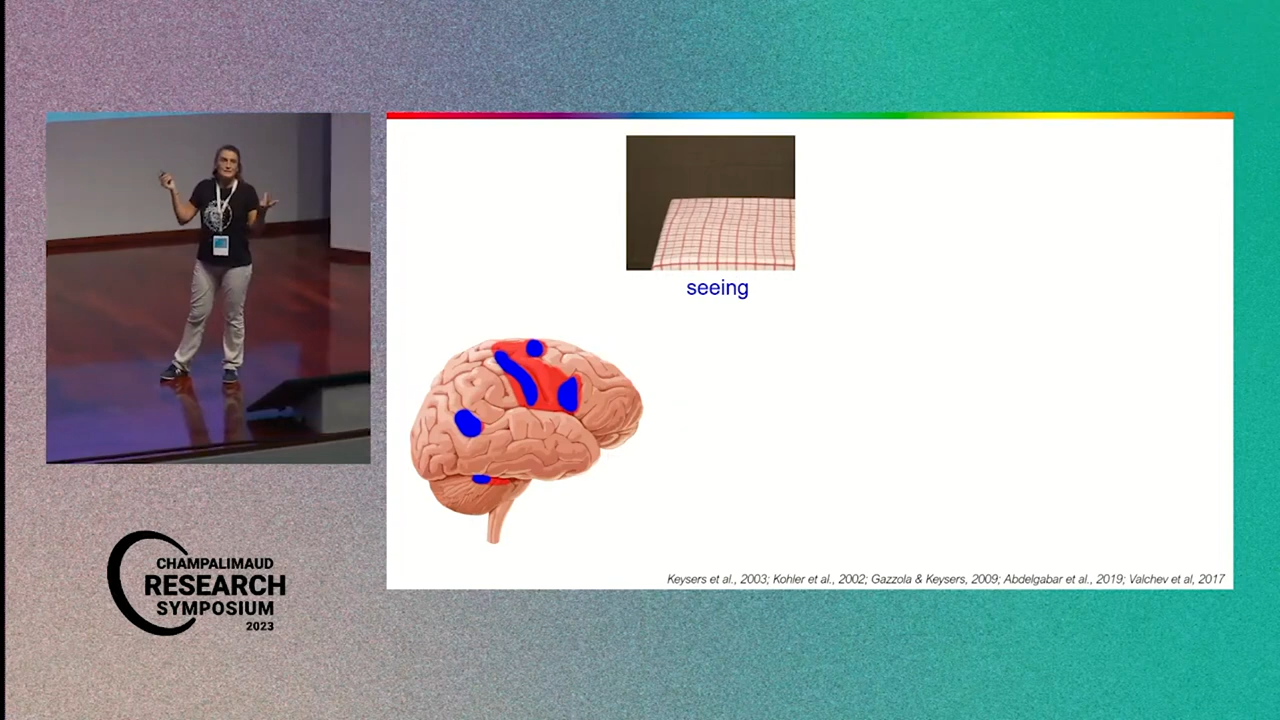 seeing
Keysers et al., 2003; Kohler et al., 2002; Gazzola & Keysers, 2009; Abdelgabar et al., 2019; Valchev et al, 2017
CHAMPALIMAUD
RESEARCH
SYMPOSIUM
2023